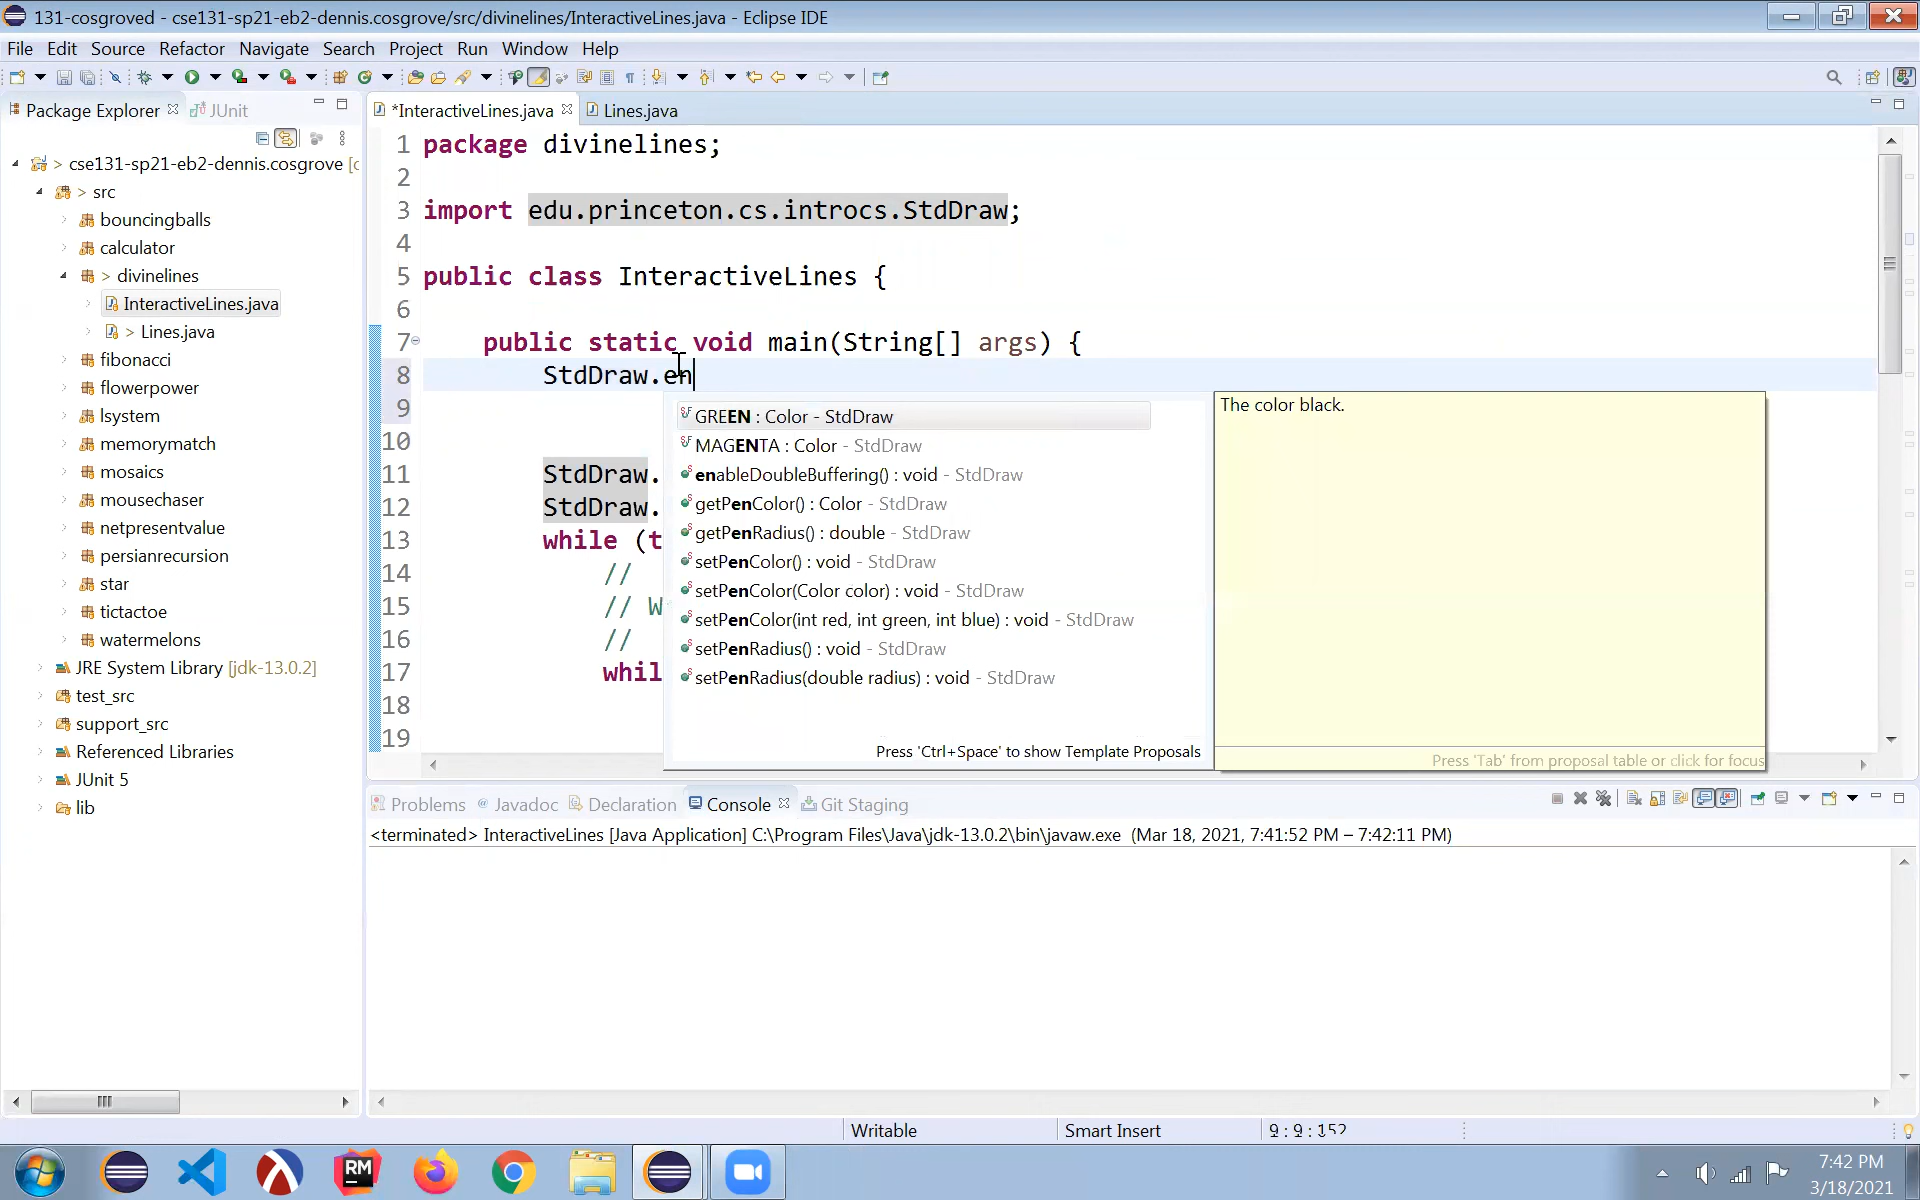 131-cosgroved - cse131-sp21-eb2-dennis.cosgrove/src/divinelines/InteractiveLines.java - Eclipse IDE
File Edit Source Refactor Navigate Search Project Run Window Help
Package Explorer JUnit
*InteractiveLines.java Lines.java
> cse131-sp21-eb2-dennis.cosgrove [c
> src
bouncingballs
calculator
> divinelines
InteractiveLines.java
> Lines.java
fibonacci
flowerpower
lsystem
memorymatch
mosaics
mousechaser
netpresentvalue
persianrecursion
star
tictactoe
watermelons
JRE System Library [jdk-13.0.2]
test_src
support_src
Referenced Libraries
JUnit 5
lib
1 package divinelines;
2
3 import edu.princeton.cs.introcs.StdDraw;
4
5 public class InteractiveLines {
6
7 public static void main(String[] args) {
8 StdDraw.en
9
10
11 StdDraw.
12 StdDraw.
13 while (t
14 //
15 // W
16 //
17 whil
18
19
GREEN : Color - StdDraw
MAGENTA : Color - StdDraw
enableDoubleBuffering() : void - StdDraw
getPenColor() : Color - StdDraw
getPenRadius() : double - StdDraw
setPenColor() : void - StdDraw
setPenColor(Color color) : void - StdDraw
setPenColor(int red, int green, int blue) : void - StdDraw
setPenRadius() : void - StdDraw
setPenRadius(double radius) : void - StdDraw
Press 'Ctrl+Space' to show Template Proposals
The color black.
Press 'Tab' from proposal table or click for focus
Problems @ Javadoc Declaration Console Git Staging
<terminated> InteractiveLines [Java Application] C:\Program Files\Java\jdk-13.0.2\bin\javaw.exe (Mar 18, 2021, 7:41:52 PM – 7:42:11 PM)
Writable Smart Insert
RM
7:42 PM
3/18/2021